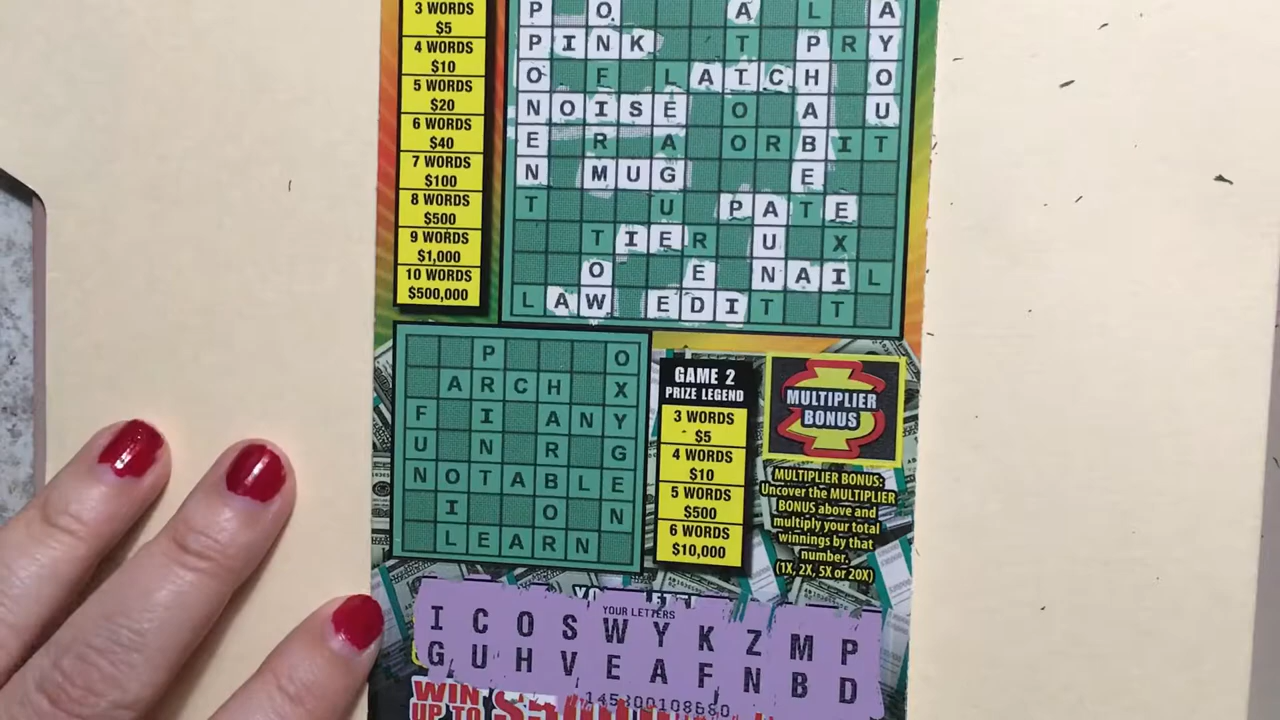 3 WORDS
$5
4 WORDS
$10
5 WORDS
$20
6 WORDS
$40
7 WORDS
$100
8 WORDS
$500
9 WORDS
$1,000
10 WORDS
$500,000
P O A L A
P I N K T P R Y
O F L A T C H O
N O I S E O A U
E R A O R B I T
N M U G E
T U P A T E
T I E R U X
O E N A I L
L A W E D I T T
P O
A R C H X
F I A N Y Y
U N R G
N O T A B L E
I O N
L E A R N
GAME 2
PRIZE LEGEND
3 WORDS
$5
4 WORDS
$10
5 WORDS
$500
6 WORDS
$10,000
MULTIPLIER
BONUS
MULTIPLIER BONUS:
Uncover the MULTIPLIER
BONUS above and
multiply your total
winnings by that
number.
(1X, 2X, 5X or 20X)
YOUR LETTERS
I C O S W Y K Z M P
G U H V E A F N B D
145300108680
WIN
UP TO